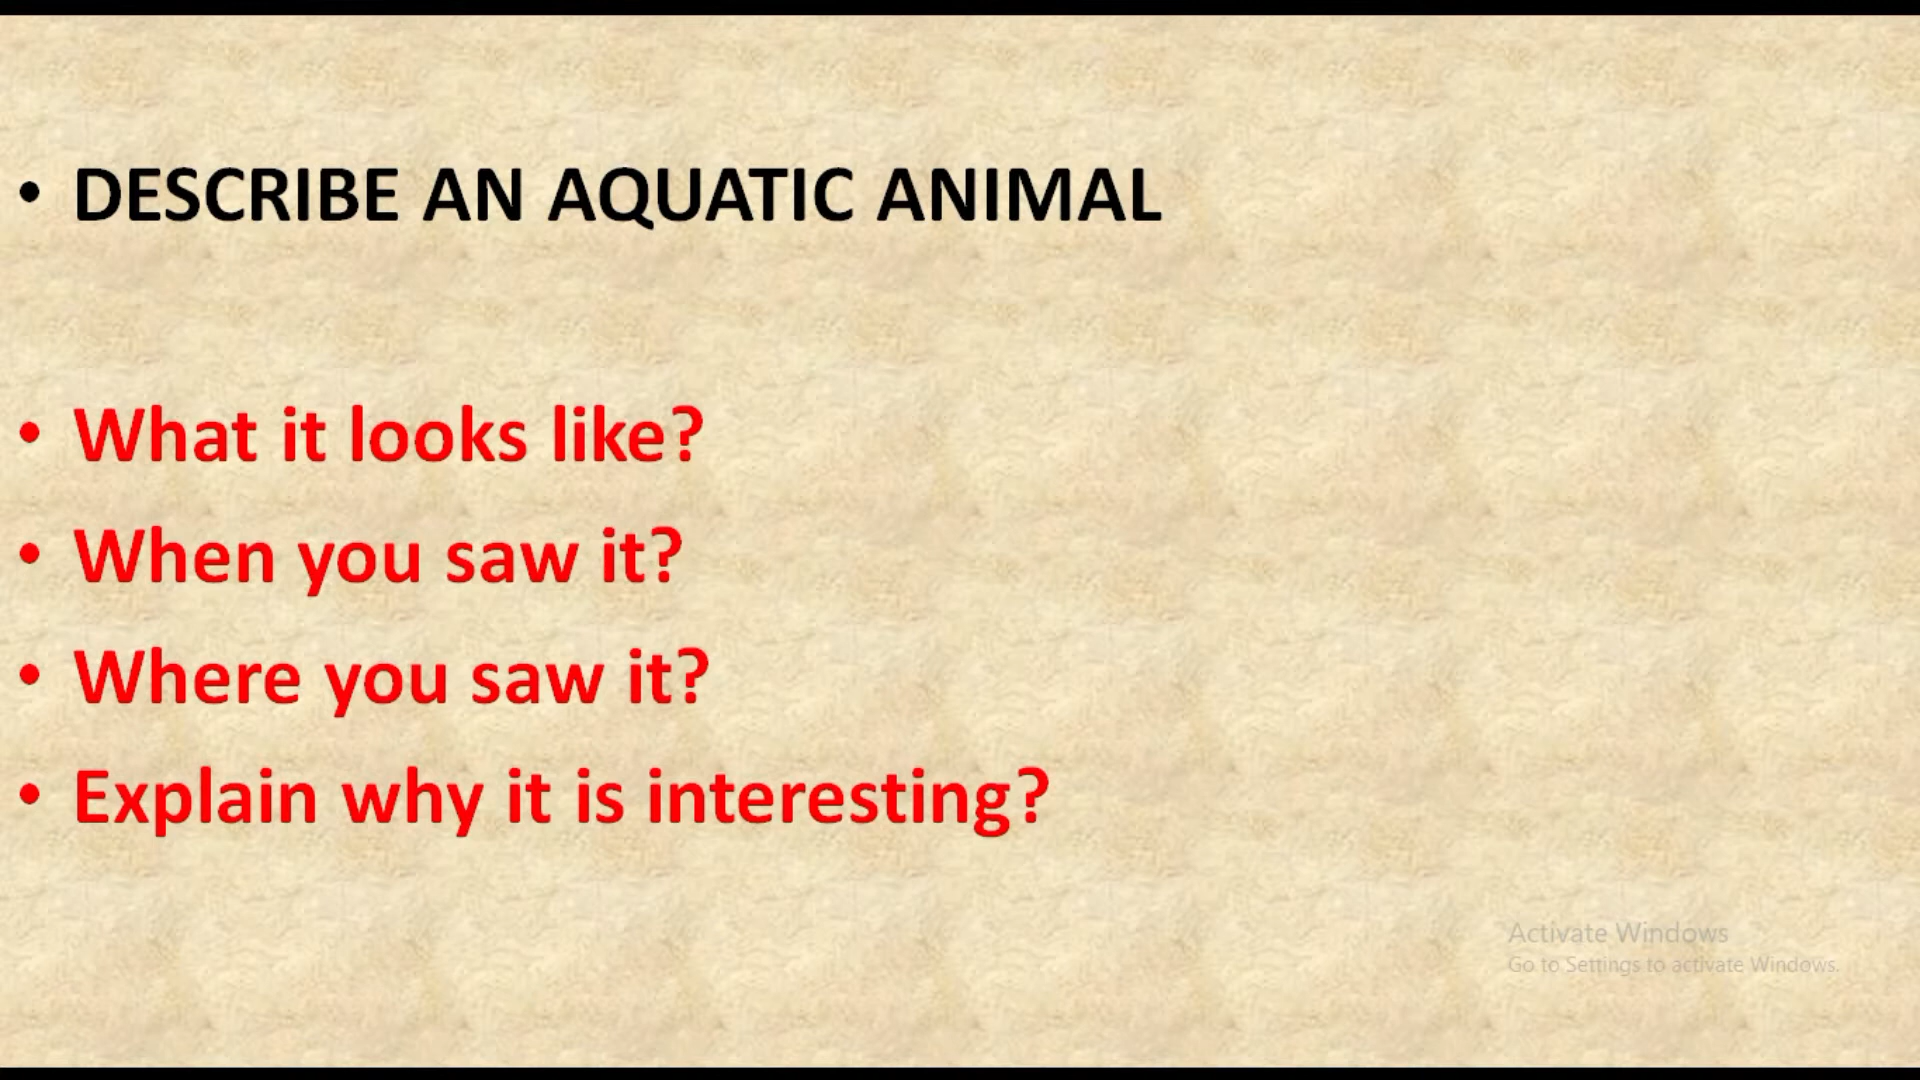 • DESCRIBE AN AQUATIC ANIMAL
• What it looks like?
• When you saw it?
• Where you saw it?
• Explain why it is interesting?
Activate Windows
Go to Settings to activate Windows.